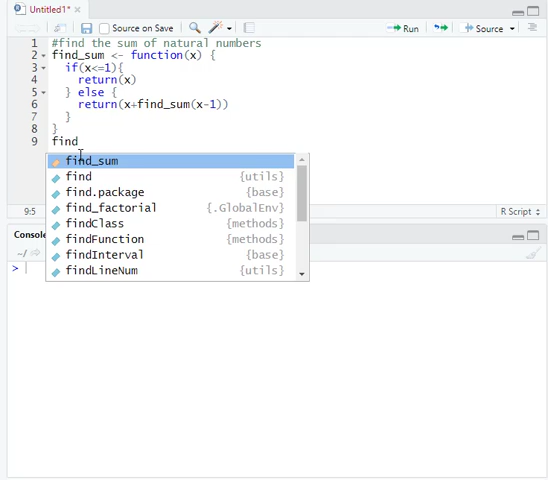 Untitled1*
Source on Save
Run
Source
1 #find the sum of natural numbers
2 find_sum <- function(x) {
3 if(x<=1){
4 return(x)
5 } else {
6 return(x+find_sum(x-1))
7 }
8 }
9 find
find_sum
find {utils}
find.package {base}
find_factorial {.GlobalEnv}
findClass {methods}
findFunction {methods}
findInterval {base}
findLineNum {utils}
9:5
R Script
Console
~/
>